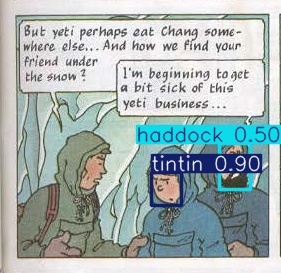 But yeti perhaps eat Chang some-
where else... And how we find your
friend under
the snow?
I'm beginning to get
a bit sick of this
yeti business...
haddock 0.50
tintin 0.90